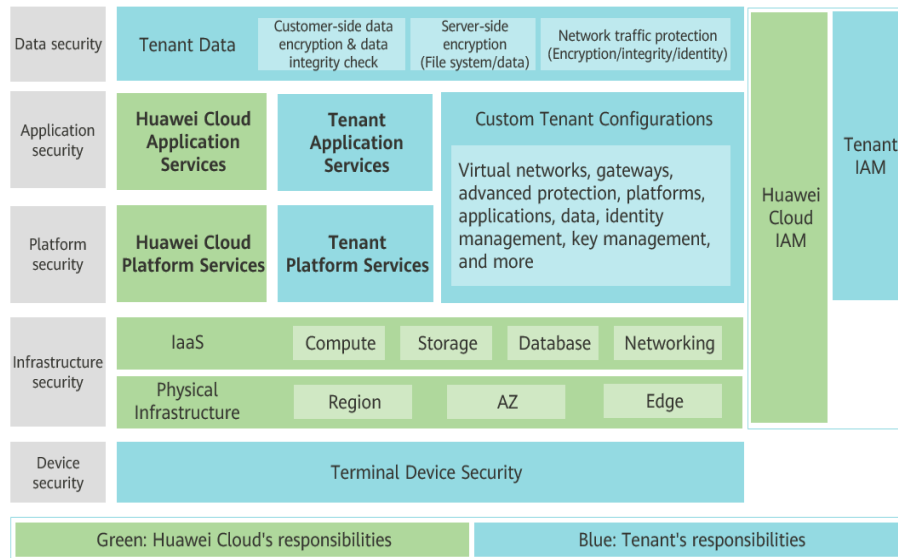 Data security
Tenant Data
Customer-side data
encryption & data
integrity check
Server-side
encryption
(File system/data)
Network traffic protection
(Encryption/integrity/identity)
Application
security
Huawei Cloud
Application
Services
Tenant
Application
Services
Custom Tenant Configurations
Virtual networks, gateways,
advanced protection, platforms,
applications, data, identity
management, key management,
and more
Platform
security
Huawei Cloud
Platform Services
Tenant
Platform Services
Huawei
Cloud
IAM
Tenant
IAM
Infrastructure
security
IaaS
Compute
Storage
Database
Networking
Physical
Infrastructure
Region
AZ
Edge
Device
security
Terminal Device Security
Green: Huawei Cloud's responsibilities
Blue: Tenant's responsibilities